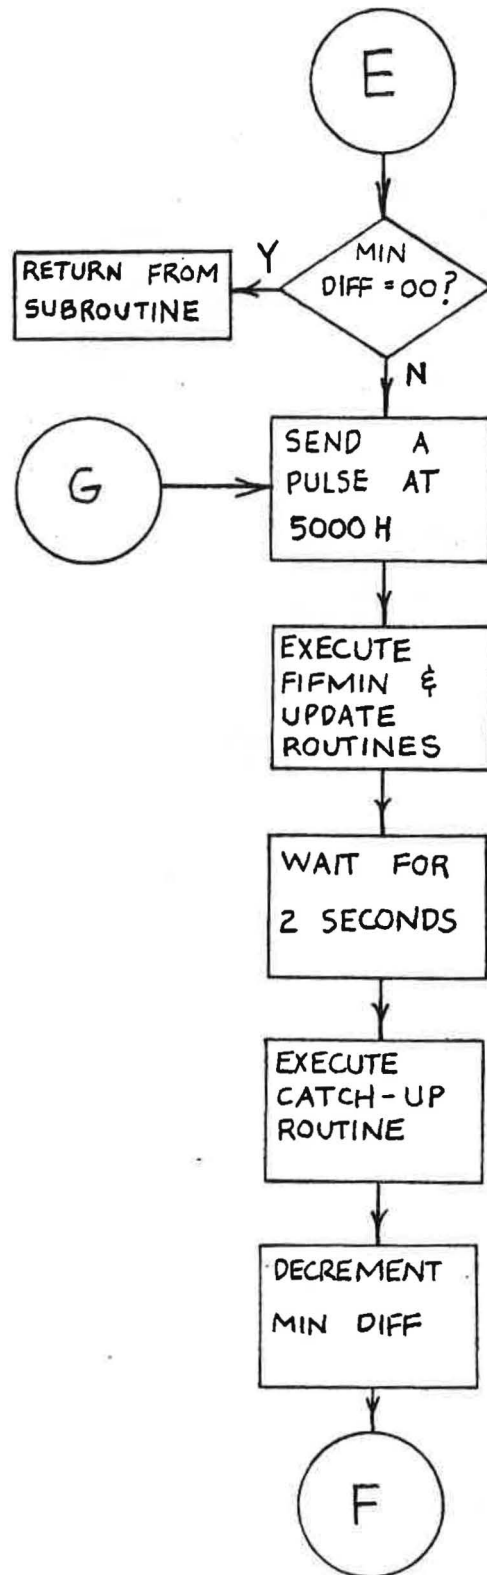 E
MIN
DIFF = 00?
Y
RETURN FROM
SUBROUTINE
N
SEND A
PULSE AT
5000 H
G
EXECUTE
FIFMIN &
UPDATE
ROUTINES
WAIT FOR
2 SECONDS
EXECUTE
CATCH-UP
ROUTINE
DECREMENT
MIN DIFF
F